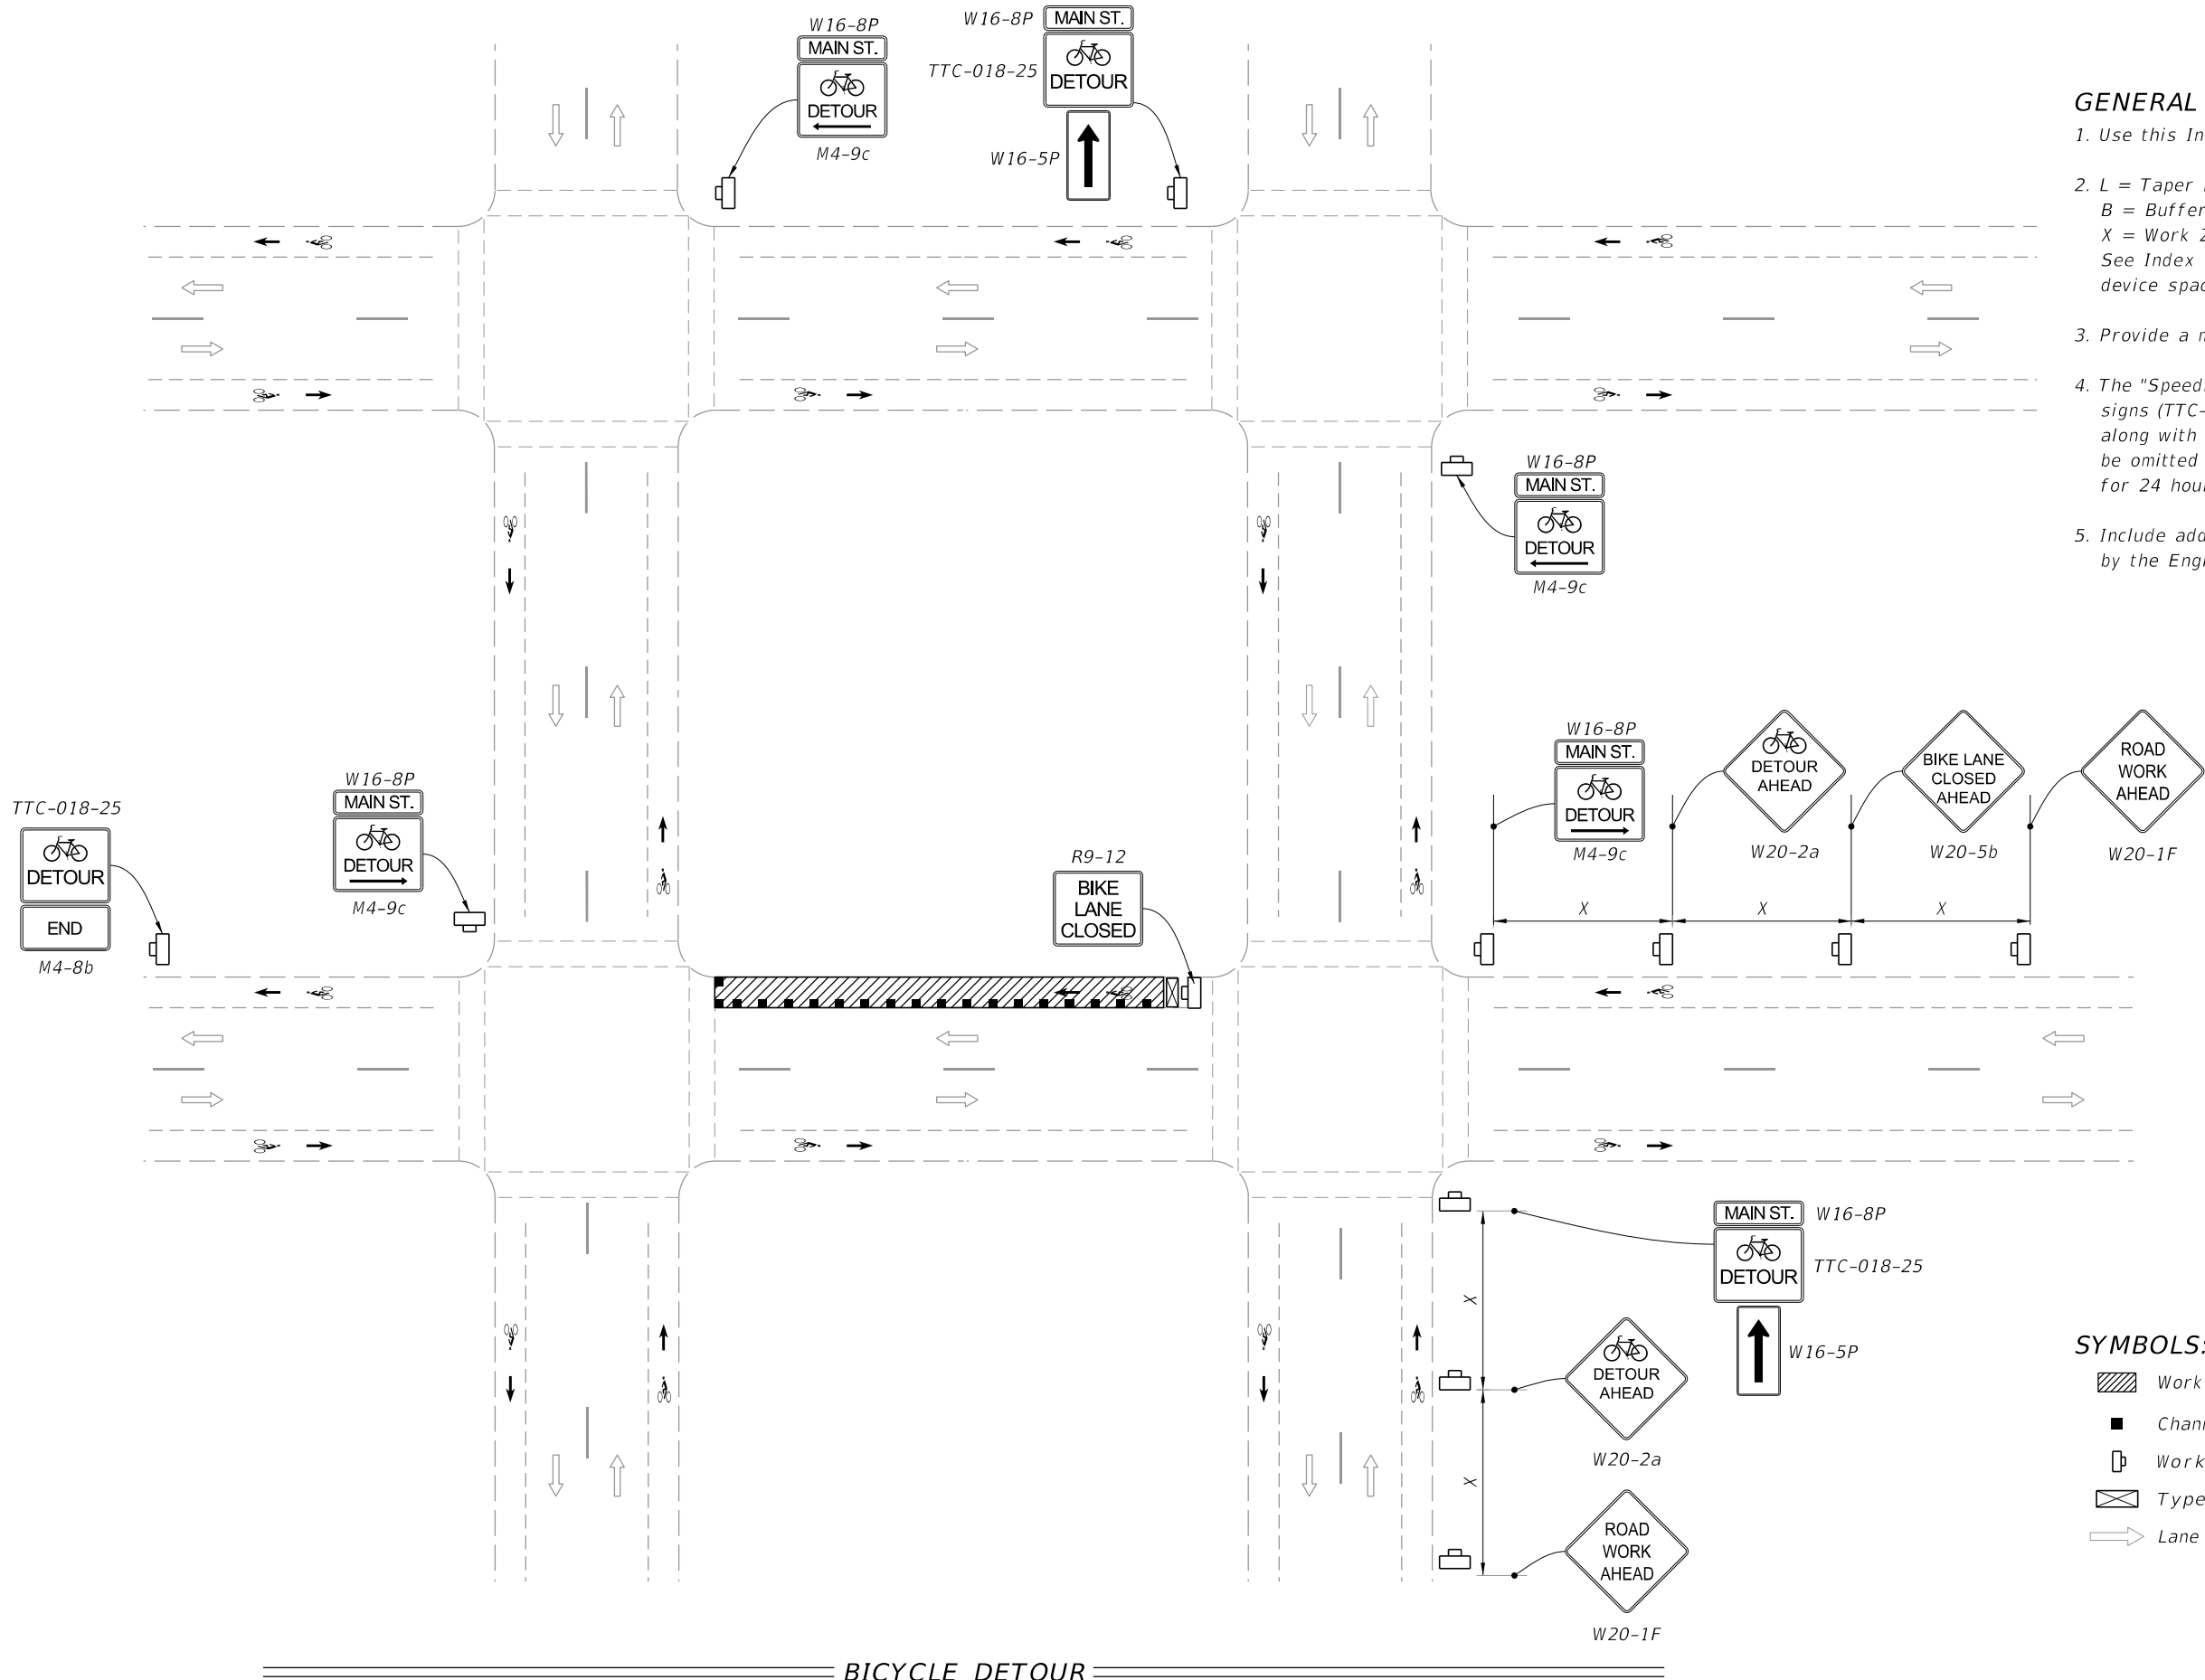 W16-8P
MAIN ST.
DETOUR
M4-9c
W16-8P
MAIN ST.
TTC-018-25
DETOUR
W16-5P
GENERAL
1. Use this In
2. L = Taper
B = Buffer
X = Work
See Index
device spa
3. Provide a
4. The "Speed
signs (TTC-
along with
be omitted
for 24 hou
5. Include add
by the Eng
W16-8P
MAIN ST.
DETOUR
M4-9c
W16-8P
MAIN ST.
DETOUR
M4-9c
DETOUR
AHEAD
W20-2a
BIKE LANE
CLOSED
AHEAD
W20-5b
ROAD
WORK
AHEAD
W20-1F
X
X
X
TTC-018-25
DETOUR
END
M4-8b
W16-8P
MAIN ST.
DETOUR
M4-9c
R9-12
BIKE
LANE
CLOSED
MAIN ST.
W16-8P
DETOUR
TTC-018-25
W16-5P
X
DETOUR
AHEAD
W20-2a
X
ROAD
WORK
AHEAD
W20-1F
SYMBOLS:
Work
Chann
Work
Type
Lane
BICYCLE DETOUR